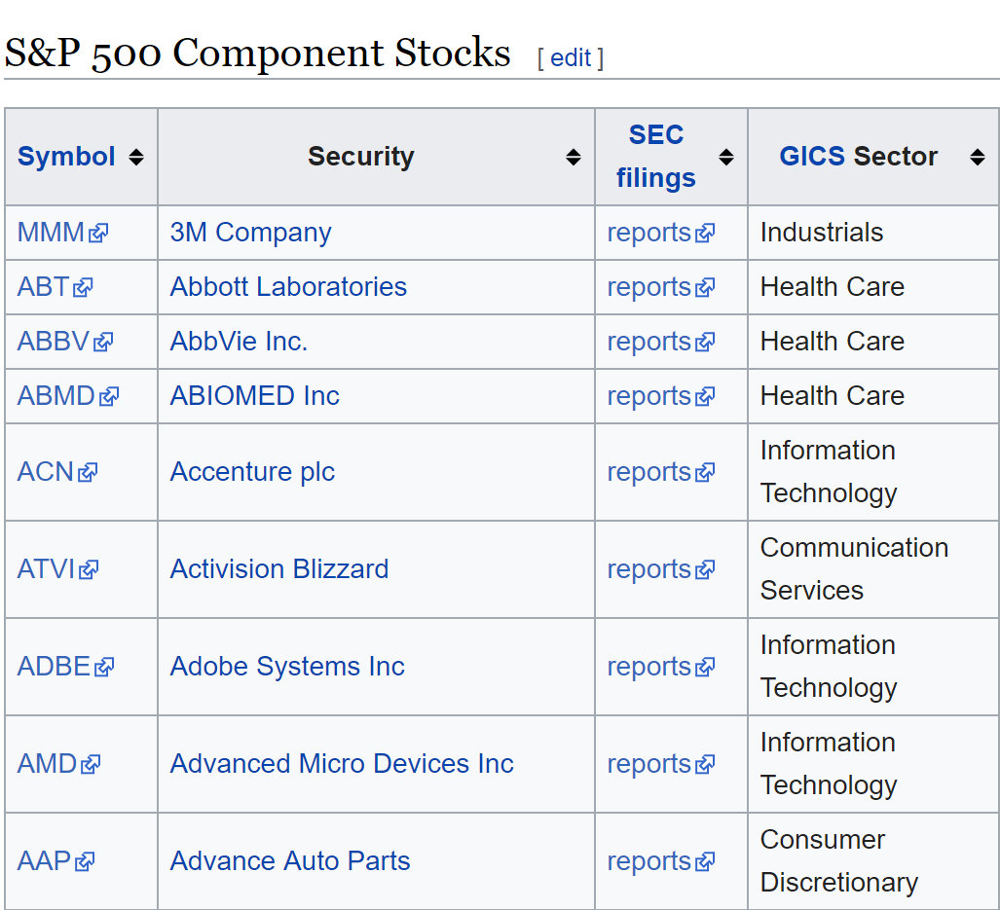 S&P 500 Component Stocks [ edit ]
Symbol Security SEC filings GICS Sector
MMM 3M Company reports Industrials
ABT Abbott Laboratories reports Health Care
ABBV AbbVie Inc. reports Health Care
ABMD ABIOMED Inc reports Health Care
ACN Accenture plc reports Information Technology
ATVI Activision Blizzard reports Communication Services
ADBE Adobe Systems Inc reports Information Technology
AMD Advanced Micro Devices Inc reports Information Technology
AAP Advance Auto Parts reports Consumer Discretionary